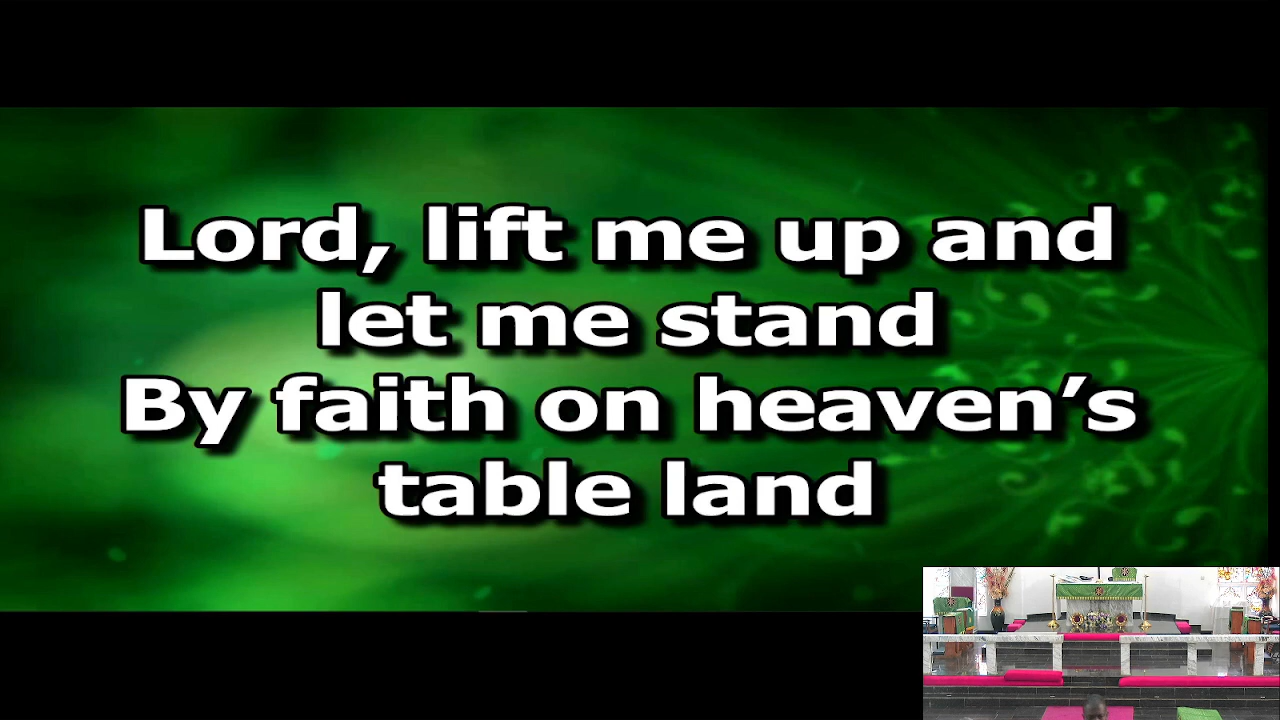 Lord, lift me up and
let me stand
By faith on heaven’s
table land